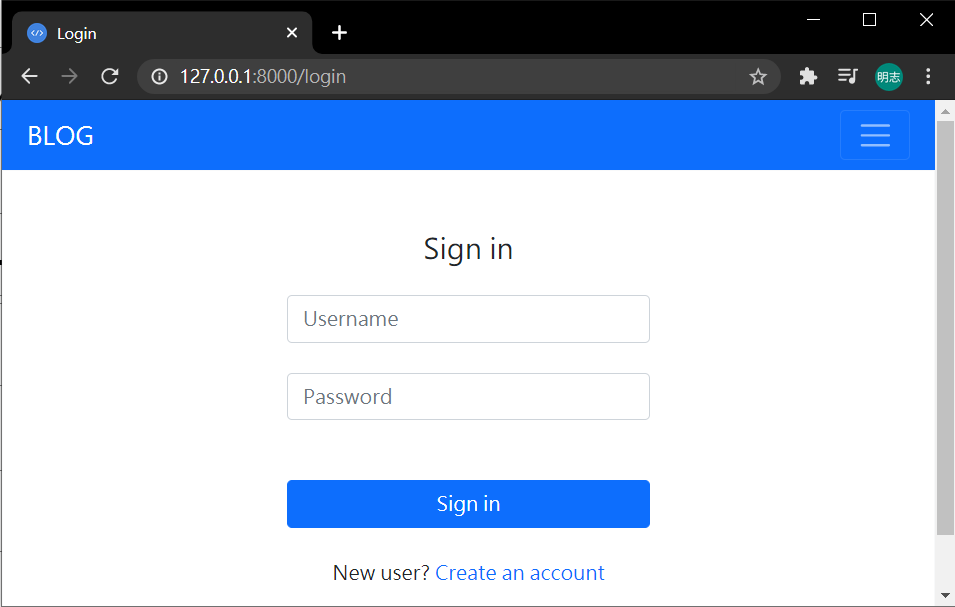 Login
127.0.0.1:8000/login
明志
BLOG
Sign in
Username
Password
Sign in
New user? Create an account